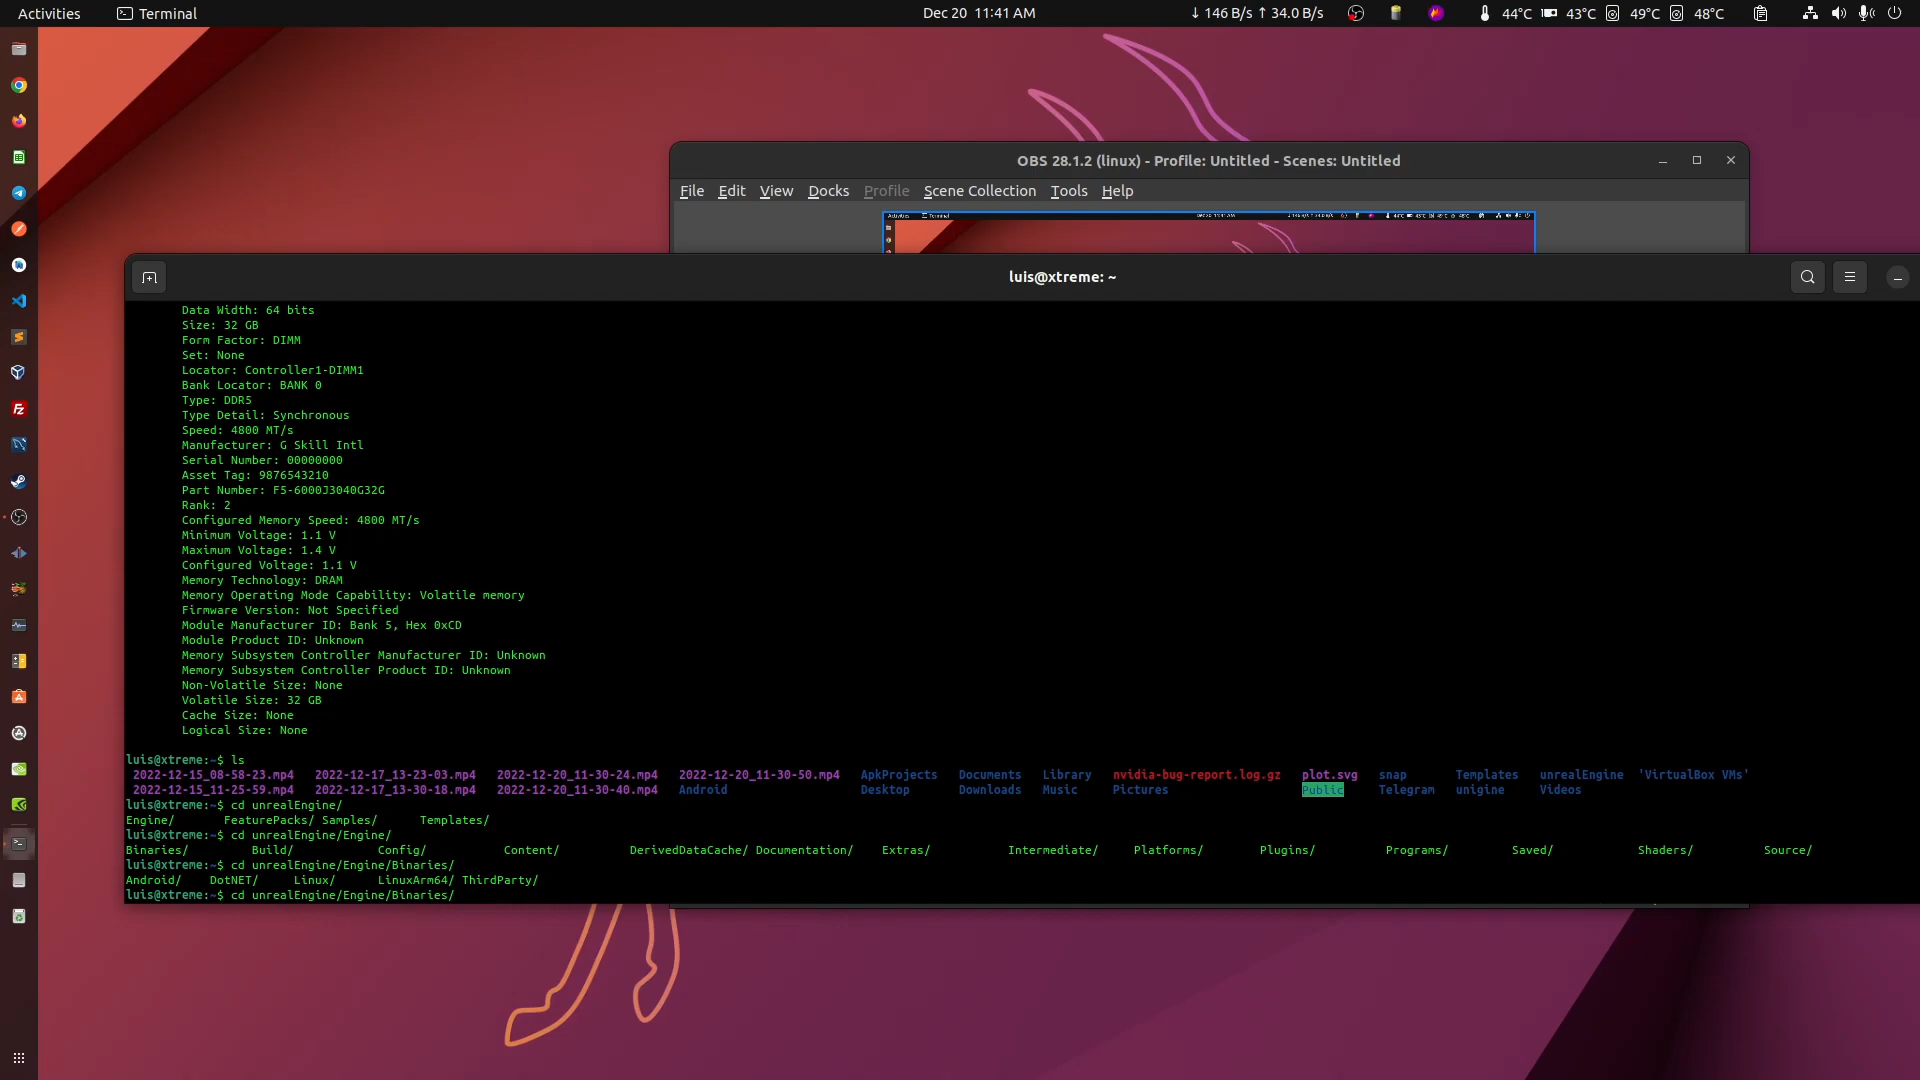 Activities Terminal Dec 20 11:41 AM ↓ 146 B/s ↑ 34.0 B/s 44°C 43°C 49°C 48°C
OBS 28.1.2 (linux) - Profile: Untitled - Scenes: Untitled
File Edit View Docks Profile Scene Collection Tools Help
luis@xtreme: ~
Data Width: 64 bits
Size: 32 GB
Form Factor: DIMM
Set: None
Locator: Controller1-DIMM1
Bank Locator: BANK 0
Type: DDR5
Type Detail: Synchronous
Speed: 4800 MT/s
Manufacturer: G Skill Intl
Serial Number: 00000000
Asset Tag: 9876543210
Part Number: F5-6000J3040G32G
Rank: 2
Configured Memory Speed: 4800 MT/s
Minimum Voltage: 1.1 V
Maximum Voltage: 1.4 V
Configured Voltage: 1.1 V
Memory Technology: DRAM
Memory Operating Mode Capability: Volatile memory
Firmware Version: Not Specified
Module Manufacturer ID: Bank 5, Hex 0xCD
Module Product ID: Unknown
Memory Subsystem Controller Manufacturer ID: Unknown
Memory Subsystem Controller Product ID: Unknown
Non-Volatile Size: None
Volatile Size: 32 GB
Cache Size: None
Logical Size: None
luis@xtreme:~$ ls
2022-12-15_08-58-23.mp4 2022-12-17_13-23-03.mp4 2022-12-20_11-30-24.mp4 2022-12-20_11-30-50.mp4 ApkProjects Documents Library nvidia-bug-report.log.gz plot.svg snap Templates unrealEngine 'VirtualBox VMs'
2022-12-15_11-25-59.mp4 2022-12-17_13-30-18.mp4 2022-12-20_11-30-40.mp4 Android Desktop Downloads Music Pictures Public Telegram unigine Videos
luis@xtreme:~$ cd unrealEngine/
Engine/ FeaturePacks/ Samples/ Templates/
luis@xtreme:~$ cd unrealEngine/Engine/
Binaries/ Build/ Config/ Content/ DerivedDataCache/ Documentation/ Extras/ Intermediate/ Platforms/ Plugins/ Programs/ Saved/ Shaders/ Source/
luis@xtreme:~$ cd unrealEngine/Engine/Binaries/
Android/ DotNET/ Linux/ LinuxArm64/ ThirdParty/
luis@xtreme:~$ cd unrealEngine/Engine/Binaries/